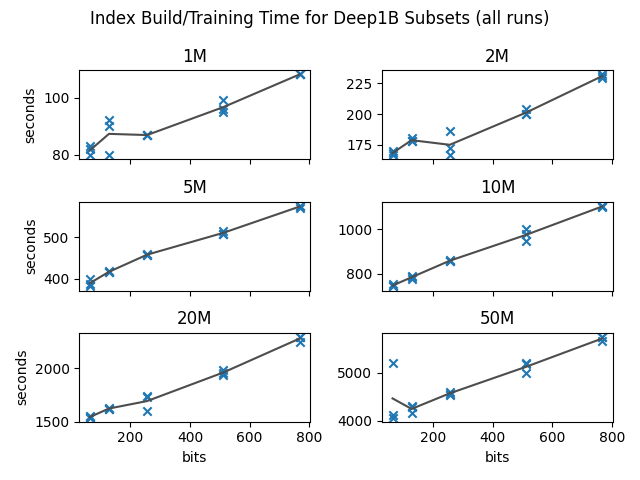 Index Build/Training Time for Deep1B Subsets (all runs)
1M
2M
100
80
seconds
225
200
175
5M
10M
500
400
seconds
1000
800
20M
50M
2000
1500
seconds
5000
4000
200 400 600 800
200 400 600 800
bits
bits